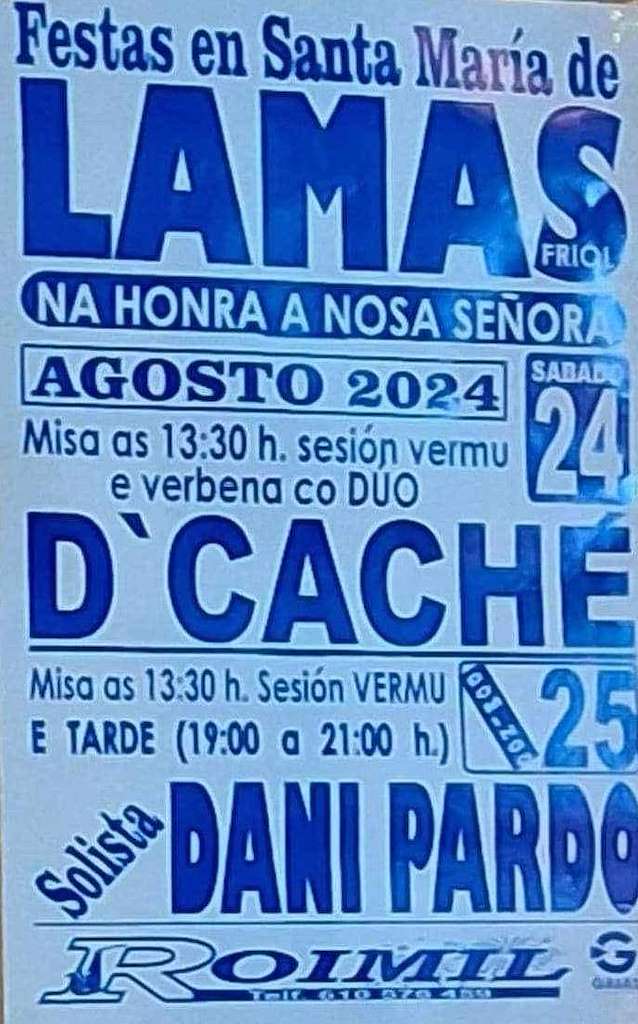 Festas en Santa María de
LAMAS
FRIOL
NA HONRA A NOSA SEÑORA
AGOSTO 2024
SABADO
24
Misa as 13:30 h. sesión vermu
e verbena co DUO
D`CACHÉ
Misa as 13:30 h. Sesión VERMU
E TARDE (19:00 a 21:00 h.)
25
Solista
DANI PARDO
ROIMIL
Telf. 610